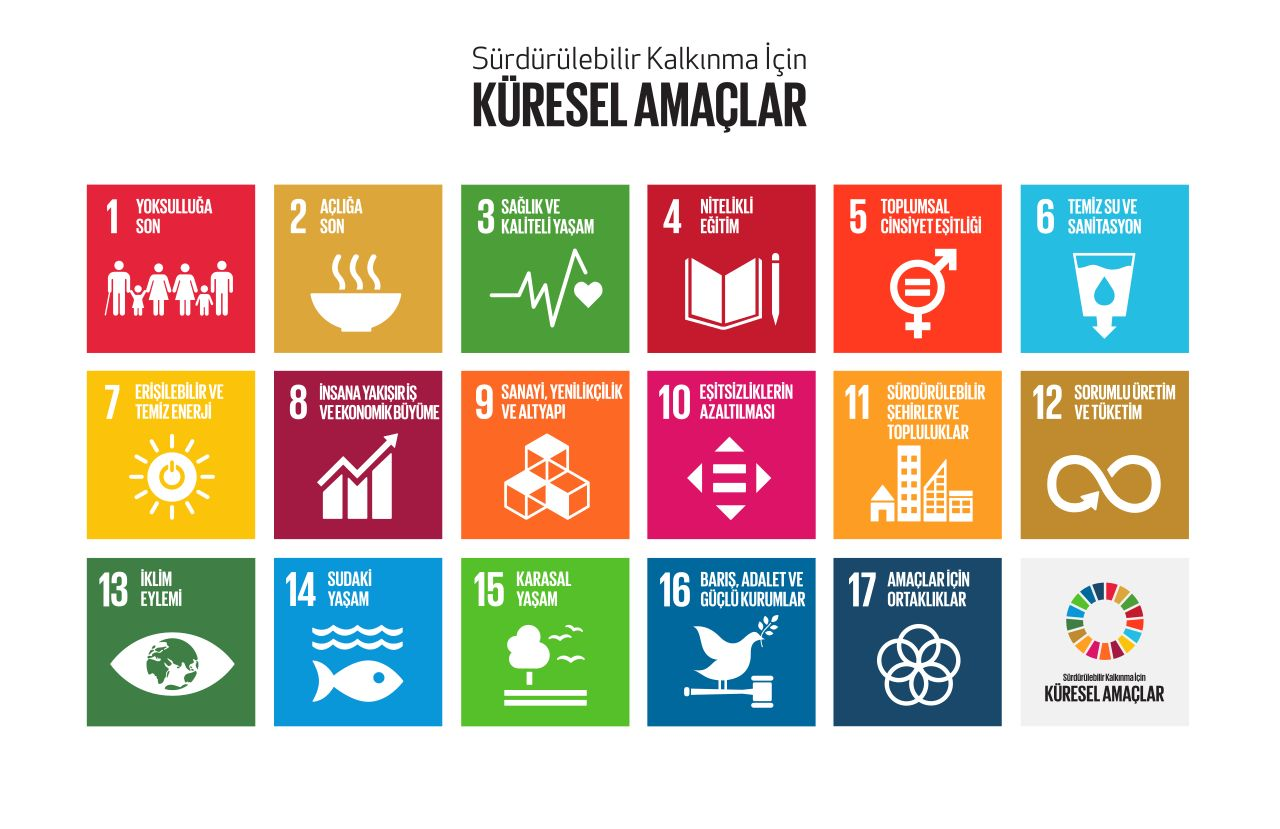 Sürdürülebilir Kalkınma İçin
KÜRESEL AMAÇLAR
1 YOKSULLUĞA
SON
2 AÇLIĞA
SON
3 SAĞLIK VE
KALİTELİ YAŞAM
4 NİTELİKLİ
EĞİTİM
5 TOPLUMSAL
CİNSİYET EŞİTLİĞİ
6 TEMİZ SU VE
SANİTASYON
7 ERİŞİLEBİLİR VE
TEMİZ ENERJİ
8 İNSANA YAKIŞIR İŞ
VE EKONOMİK BÜYÜME
9 SANAYİ, YENİLİKÇİLİK
VE ALTYAPI
10 EŞİTSİZLİKLERİN
AZALTILMASI
11 SÜRDÜRÜLEBİLİR
ŞEHİRLER VE
TOPLULUKLAR
12 SORUMLU ÜRETİM
VE TÜKETİM
13 İKLİM
EYLEMİ
14 SUDAKİ
YAŞAM
15 KARASAL
YAŞAM
16 BARIŞ, ADALET VE
GÜÇLÜ KURUMLAR
17 AMAÇLAR İÇİN
ORTAKLIKLAR
Sürdürülebilir Kalkınma İçin
KÜRESEL AMAÇLAR